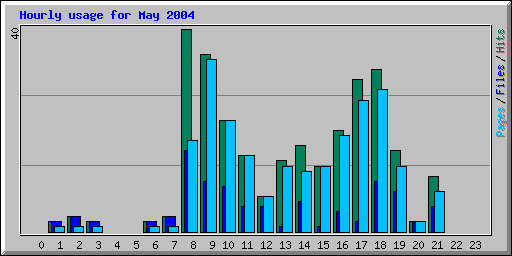 Hourly usage for May 2004
40
Pages / Files / Hits
0 1 2 3 4 5 6 7 8 9 10 11 12 13 14 15 16 17 18 19 20 21 22 23